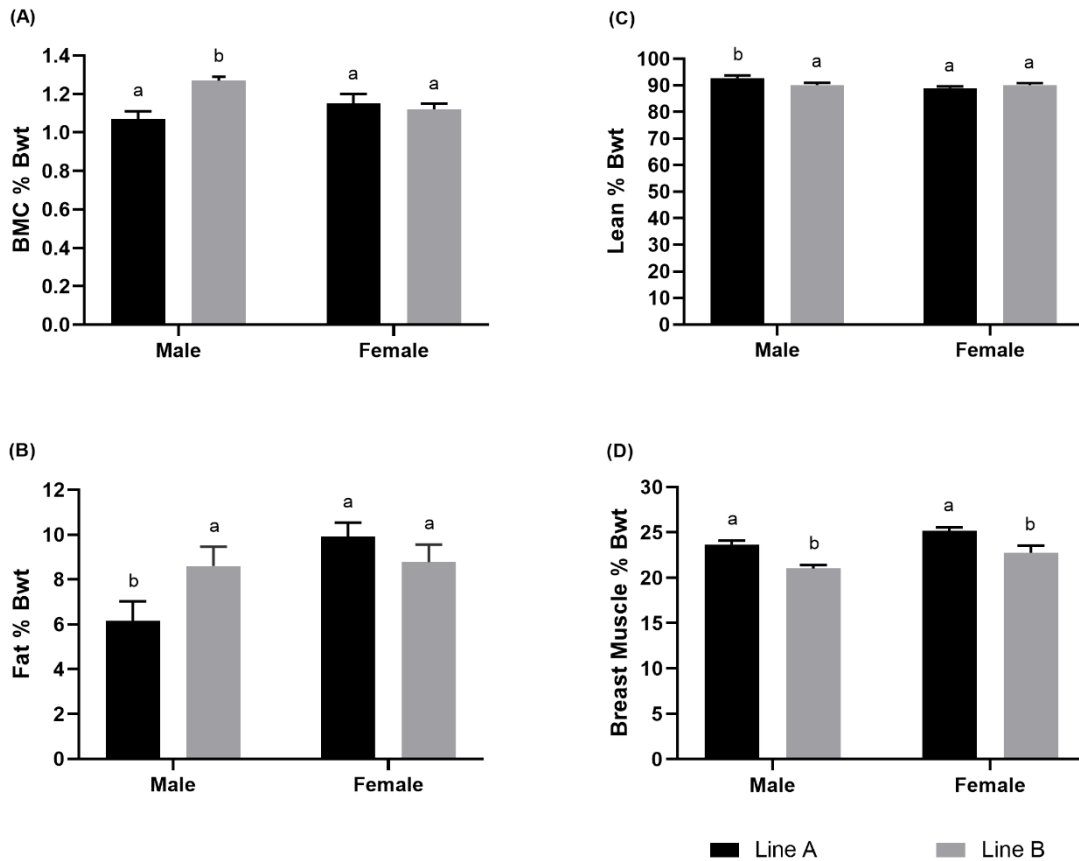 (A)
BMC % Bwt
1.4
1.2
1.0
0.8
0.6
0.4
0.2
0.0
a
b
a
a
Male
Female
(C)
Lean % Bwt
100
90
80
70
60
50
40
30
20
10
0
b
a
a
a
Male
Female
(B)
Fat % Bwt
12
10
8
6
4
2
0
b
a
a
a
Male
Female
(D)
Breast Muscle % Bwt
30
25
20
15
10
5
0
a
b
a
b
Male
Female
Line A
Line B